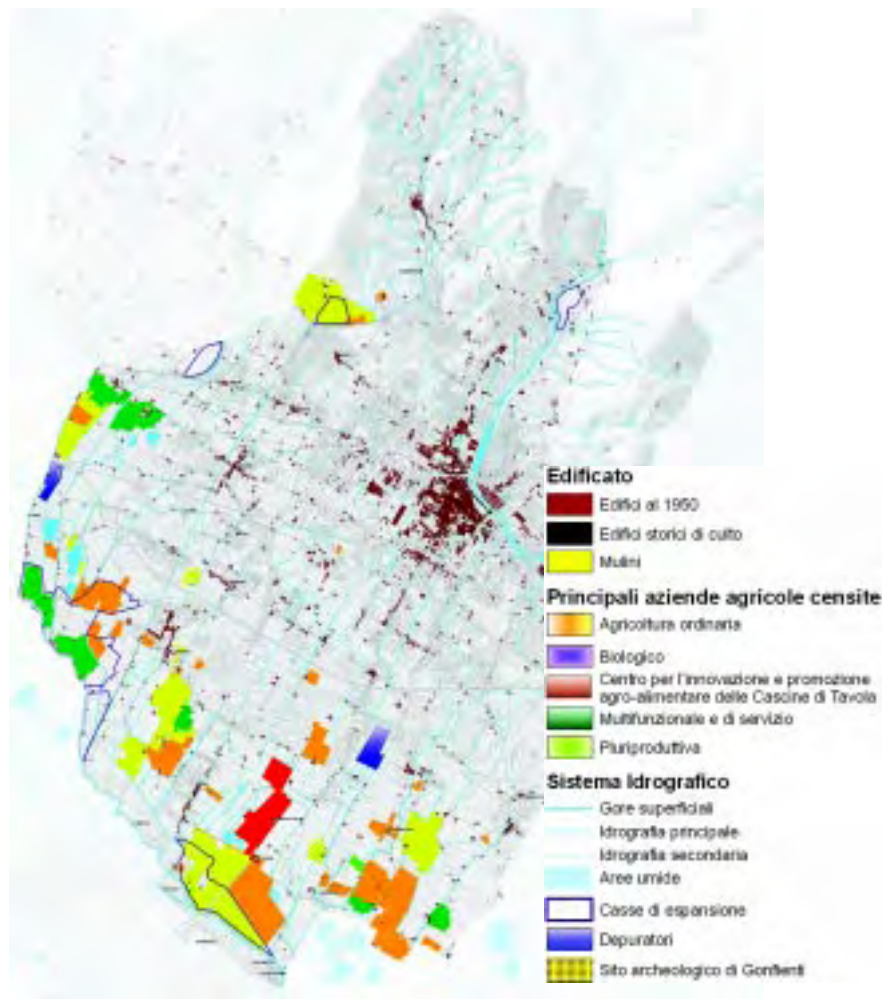 Edificato
Edifici al 1950
Edifici storici di culto
Mulini
Principali aziende agricole censite
Agricoltura ordinaria
Biologico
Centro per l'innovazione e promozione
agro-alimentare delle Cascine di Tavola
Multifunzionale e di servizio
Pluriproduttiva
Sistema Idrografico
Gore superficiali
Idrografia principale
Idrografia secondaria
Aree umide
Casse di espansione
Depuratori
Sito archeologico di Gonfienti